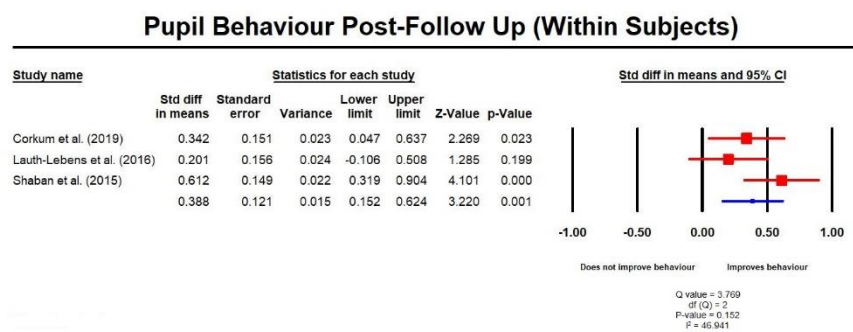 Pupil Behaviour Post-Follow Up (Within Subjects)
Study name Statistics for each study Std diff in means and 95% CI
Std diff in means Standard error Variance Lower limit Upper limit Z-Value p-Value
Corkum et al. (2019) 0.342 0.151 0.023 0.047 0.637 2.269 0.023
Lauth-Lebens et al. (2016) 0.201 0.156 0.024 -0.106 0.508 1.285 0.199
Shaban et al. (2015) 0.612 0.149 0.022 0.319 0.904 4.101 0.000
0.388 0.121 0.015 0.152 0.624 3.220 0.001
-1.00 -0.50 0.00 0.50 1.00
Does not improve behaviour Improves behaviour
Q value = 3.769
df (Q) = 2
P-value = 0.152
I² = 46.941